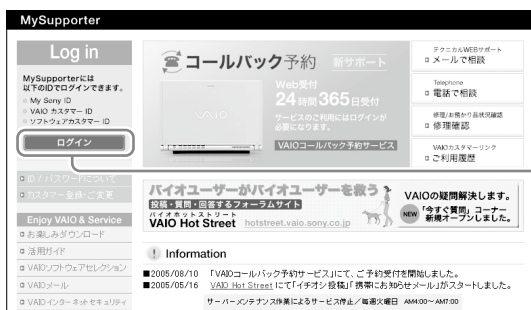 MySupporter
Log in
MySupporterには
以下のIDでログインできます。
My Sony ID
VAIO カスタマー ID
ソフトウェアカスタマー ID
ログイン
ID / パスワードについて
カスタマー登録・ご変更
Enjoy VAIO & Service
お楽しみダウンロード
活用ガイド
VAIOソフトウェアセレクション
VAIOメール
VAIOインターネットセキュリティ
コールバック予約 新サポート
Web受付
24時間365日受付
サービスのご利用にはログインが
必要になります。
VAIOコールバック予約サービス
VAIO
テクニカルWEBサポート
メールで相談
Telephone
電話で相談
修理/お預かり品状況確認
修理確認
VAIOカスタマーリンク
ご利用履歴
バイオユーザーがバイオユーザーを救う
投稿・質問・回答するフォーラムサイト
バイオホットストリート
VAIO Hot Street hotstreet.vaio.sony.co.jp
VAIOの疑問解決します。
NEW 「今すぐ質問」コーナー
新規オープンしました。
! Information
■2005/08/10 「VAIOコールバック予約サービス」にて、ご予約受付を開始しました。
■2005/05/16 VAIO Hot Street にて「イチオシ投稿」「携帯にお知らせメール」がスタートしました。
サーバーメンテナンス作業によるサービス停止/毎週火曜日 AM4:00～AM7:00